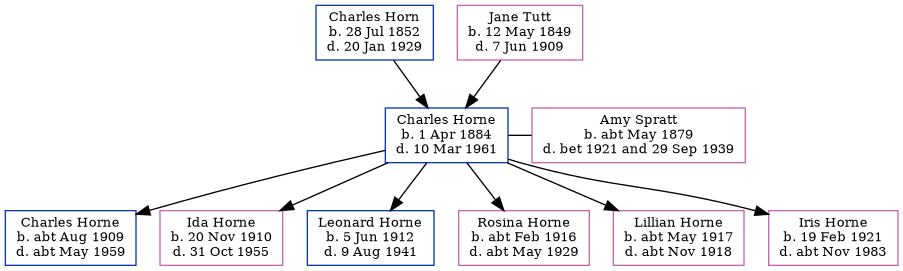 Charles Horn
b. 28 Jul 1852
d. 20 Jan 1929
Jane Tutt
b. 12 May 1849
d. 7 Jun 1909
Charles Horne
b. 1 Apr 1884
d. 10 Mar 1961
Amy Spratt
b. abt May 1879
d. bet 1921 and 29 Sep 1939
Charles Horne
b. abt Aug 1909
d. abt May 1959
Ida Horne
b. 20 Nov 1910
d. 31 Oct 1955
Leonard Horne
b. 5 Jun 1912
d. 9 Aug 1941
Rosina Horne
b. abt Feb 1916
d. abt May 1929
Lillian Horne
b. abt May 1917
d. abt Nov 1918
Iris Horne
b. 19 Feb 1921
d. abt Nov 1983